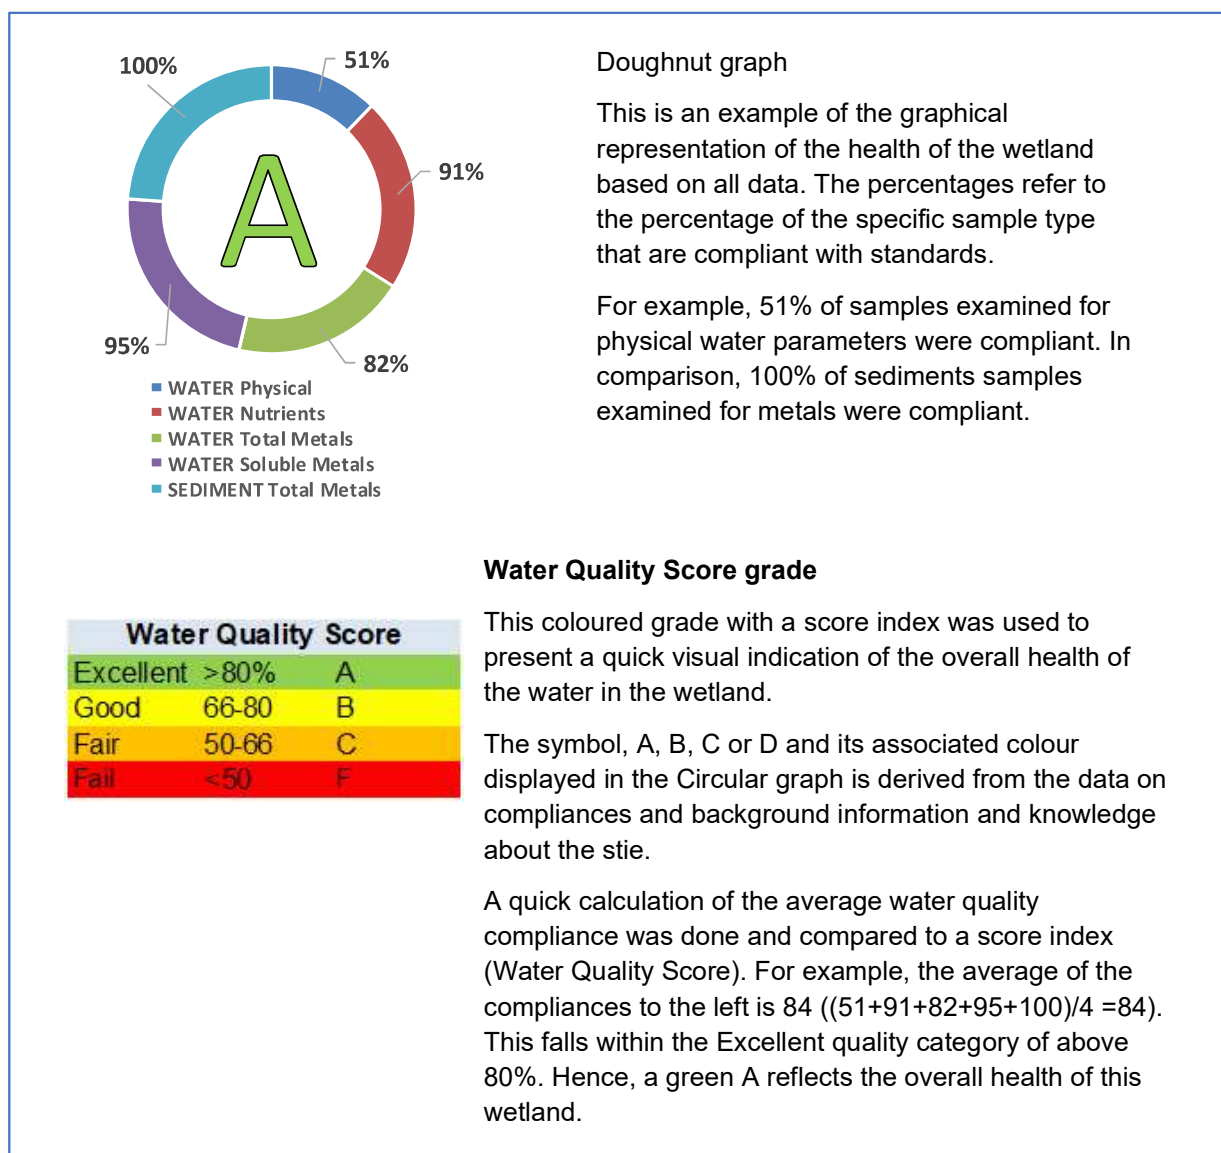 100%
51%
91%
95%
82%
A
WATER Physical
WATER Nutrients
WATER Total Metals
WATER Soluble Metals
SEDIMENT Total Metals
Doughnut graph
This is an example of the graphical
representation of the health of the wetland
based on all data. The percentages refer to
the percentage of the specific sample type
that are compliant with standards.
For example, 51% of samples examined for
physical water parameters were compliant. In
comparison, 100% of sediments samples
examined for metals were compliant.
Water Quality Score
Excellent >80% A
Good 66-80 B
Fair 50-66 C
Fail <50 F
Water Quality Score grade
This coloured grade with a score index was used to
present a quick visual indication of the overall health of
the water in the wetland.
The symbol, A, B, C or D and its associated colour
displayed in the Circular graph is derived from the data on
compliances and background information and knowledge
about the stie.
A quick calculation of the average water quality
compliance was done and compared to a score index
(Water Quality Score). For example, the average of the
compliances to the left is 84 ((51+91+82+95+100)/4 =84).
This falls within the Excellent quality category of above
80%. Hence, a green A reflects the overall health of this
wetland.